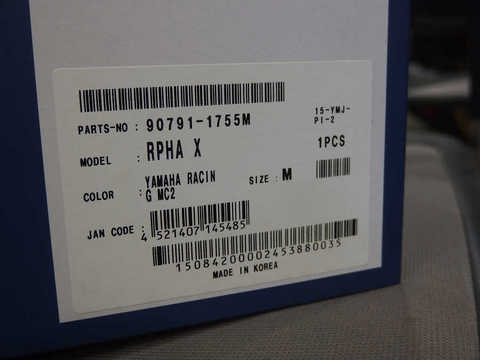 15-YMJ-
PI-2
PARTS-NO : 90791-1755M
MODEL : RPHA X 1PCS
COLOR : YAMAHA RACIN
G MC2
SIZE : M
JAN CODE :
4 521407 145485
15084200002453880035
MADE IN KOREA